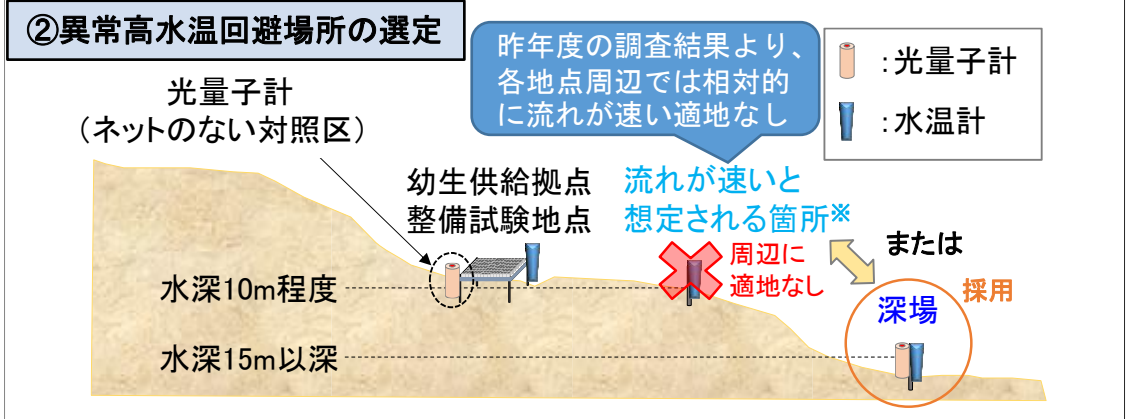 ②異常高水温回避場所の選定
昨年度の調査結果より、
各地点周辺では相対的
に流れが速い適地なし
：光量子計
：水温計
光量子計
（ネットのない対照区）
幼生供給拠点
整備試験地点
流れが速いと
想定される箇所※
周辺に
適地なし
または
採用
深場
水深10m程度
水深15m以深